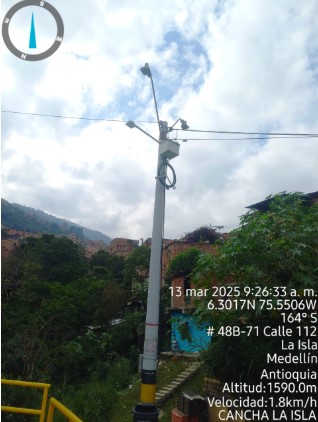 13 mar 2025 9:26:33 a. m.
6.3017N 75.5506W
164° S
# 48B-71 Calle 112
La Isla
Medellín
Antioquia
Altitud:1590.0m
Velocidad:1.8km/h
CANCHA LA ISLA